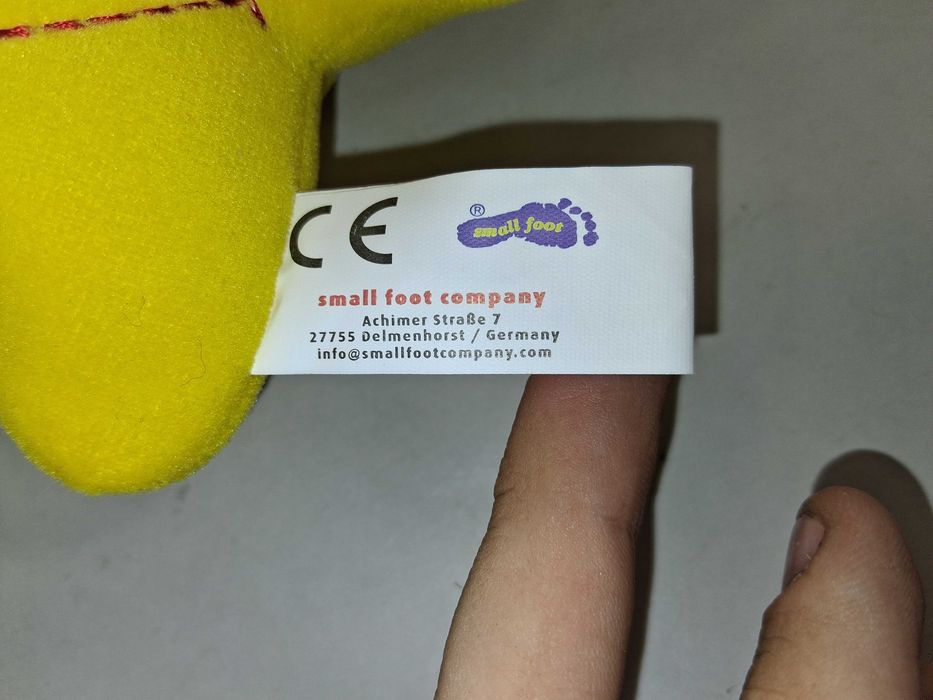 CE
® small foot
small foot company
Achimer Straße 7
27755 Delmenhorst / Germany
info@smallfootcompany.com